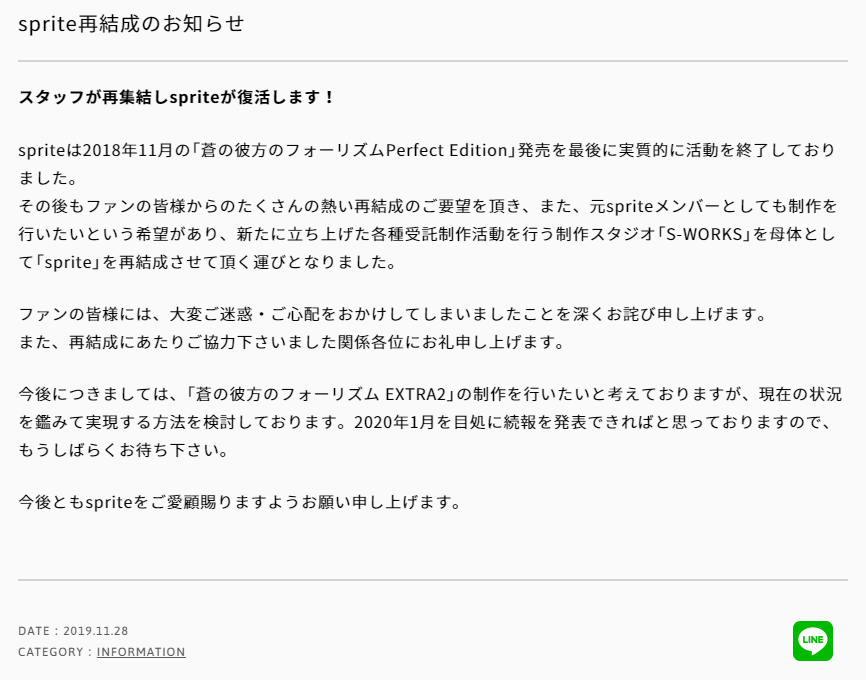 sprite再結成のお知らせ
スタッフが再集結しspriteが復活します！
spriteは2018年11月の「蒼の彼方のフォーリズムPerfect Edition」発売を最後に実質的に活動を終了しており
ました。
その後もファンの皆様からのたくさんの熱い再結成のご要望を頂き、また、元spriteメンバーとしても制作を
行いたいという希望があり、新たに立ち上げた各種受託制作活動を行う制作スタジオ「S-WORKS」を母体とし
て「sprite」を再結成させて頂く運びとなりました。
ファンの皆様には、大変ご迷惑・ご心配をおかけしてしまいましたことを深くお詫び申し上げます。
また、再結成にあたりご協力下さいました関係各位にお礼申し上げます。
今後につきましては、「蒼の彼方のフォーリズム EXTRA2」の制作を行いたいと考えておりますが、現在の状況
を鑑みて実現する方法を検討しております。2020年1月を目処に続報を発表できればと思っておりますので、
もうしばらくお待ち下さい。
今後ともspriteをご愛顧賜りますようお願い申し上げます。
DATE : 2019.11.28
CATEGORY : INFORMATION
LINE